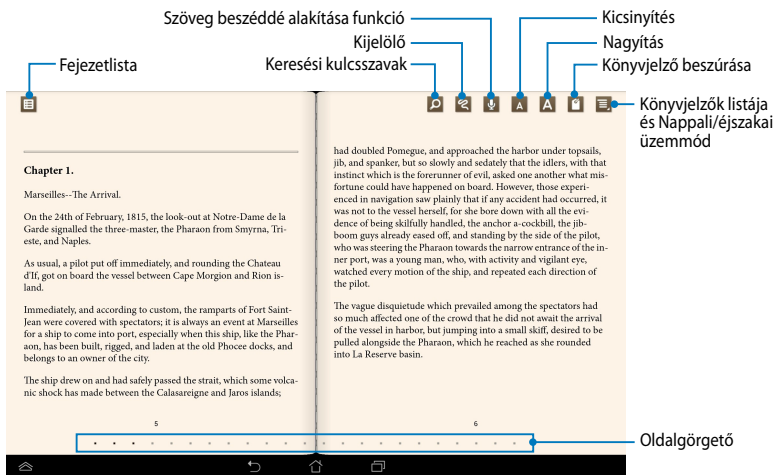 Szöveg beszéddé alakítása funkció
Kijelölő
Keresési kulcsszavak
Fejezetlista
Kicsinyítés
Nagyítás
Könyvjelző beszúrása
Könyvjelzők listája
és Nappali/éjszakai
üzemmód
A
A
Chapter 1.
Marseilles--The Arrival.
On the 24th of February, 1815, the look-out at Notre-Dame de la
Garde signalled the three-master, the Pharaon from Smyrna, Tri-
este, and Naples.
As usual, a pilot put off immediately, and rounding the Chateau
d'If, got on board the vessel between Cape Morgion and Rion is-
land.
Immediately, and according to custom, the ramparts of Fort Saint-
Jean were covered with spectators; it is always an event at Marseilles
for a ship to come into port, especially when this ship, like the Phar-
aon, has been built, rigged, and laden at the old Phocee docks, and
belongs to an owner of the city.
The ship drew on and had safely passed the strait, which some volca-
nic shock has made between the Calasareigne and Jaros islands;
5
had doubled Pomegue, and approached the harbor under topsails,
jib, and spanker, but so slowly and sedately that the idlers, with that
instinct which is the forerunner of evil, asked one another what mis-
fortune could have happened on board. However, those experi-
enced in navigation saw plainly that if any accident had occurred, it
was not to the vessel herself, for she bore down with all the evi-
dence of being skilfully handled, the anchor a-cockbill, the jib-
boom guys already eased off, and standing by the side of the pilot,
who was steering the Pharaon towards the narrow entrance of the in-
ner port, was a young man, who, with activity and vigilant eye,
watched every motion of the ship, and repeated each direction of
the pilot.
The vague disquietude which prevailed among the spectators had
so much affected one of the crowd that he did not await the arrival
of the vessel in harbor, but jumping into a small skiff, desired to be
pulled alongside the Pharaon, which he reached as she rounded
into La Reserve basin.
6
Oldalgörgető